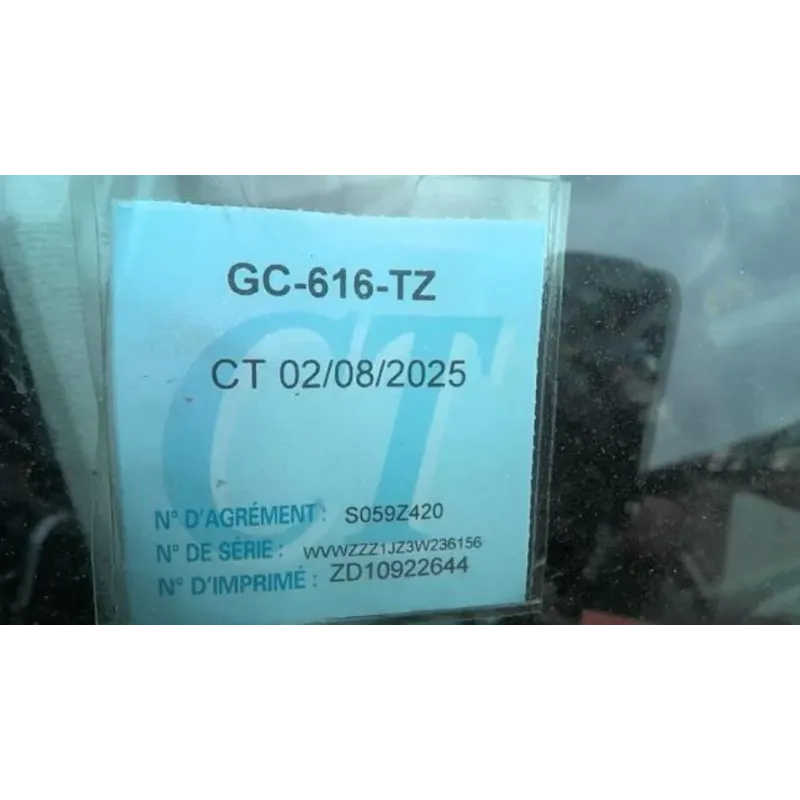 GC-616-TZ
CT 02/08/2025
CT
N° D'AGRÉMENT : S059Z420
N° DE SÉRIE : WVWZZZ1JZ3W236156
N° D'IMPRIMÉ : ZD10922644